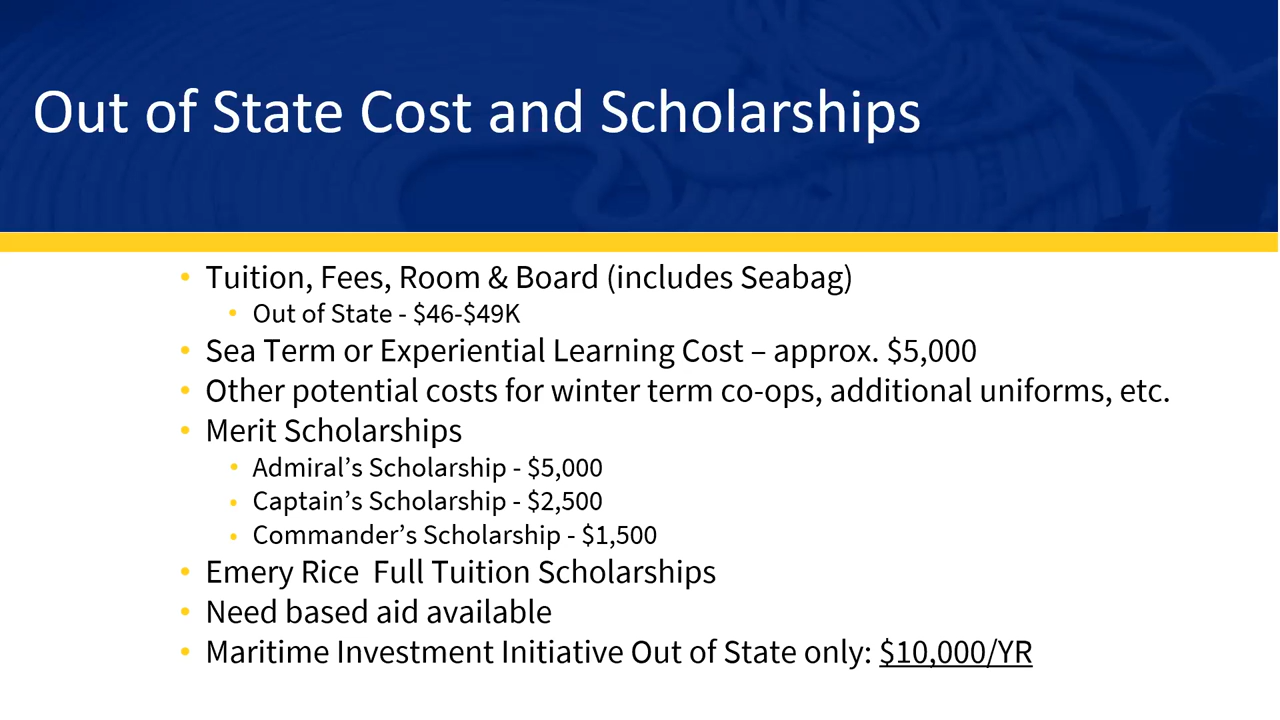 Out of State Cost and Scholarships
• Tuition, Fees, Room & Board (includes Seabag)
• Out of State - $46-$49K
• Sea Term or Experiential Learning Cost – approx. $5,000
• Other potential costs for winter term co-ops, additional uniforms, etc.
• Merit Scholarships
• Admiral’s Scholarship - $5,000
• Captain’s Scholarship - $2,500
• Commander’s Scholarship - $1,500
• Emery Rice  Full Tuition Scholarships
• Need based aid available
• Maritime Investment Initiative Out of State only: $10,000/YR